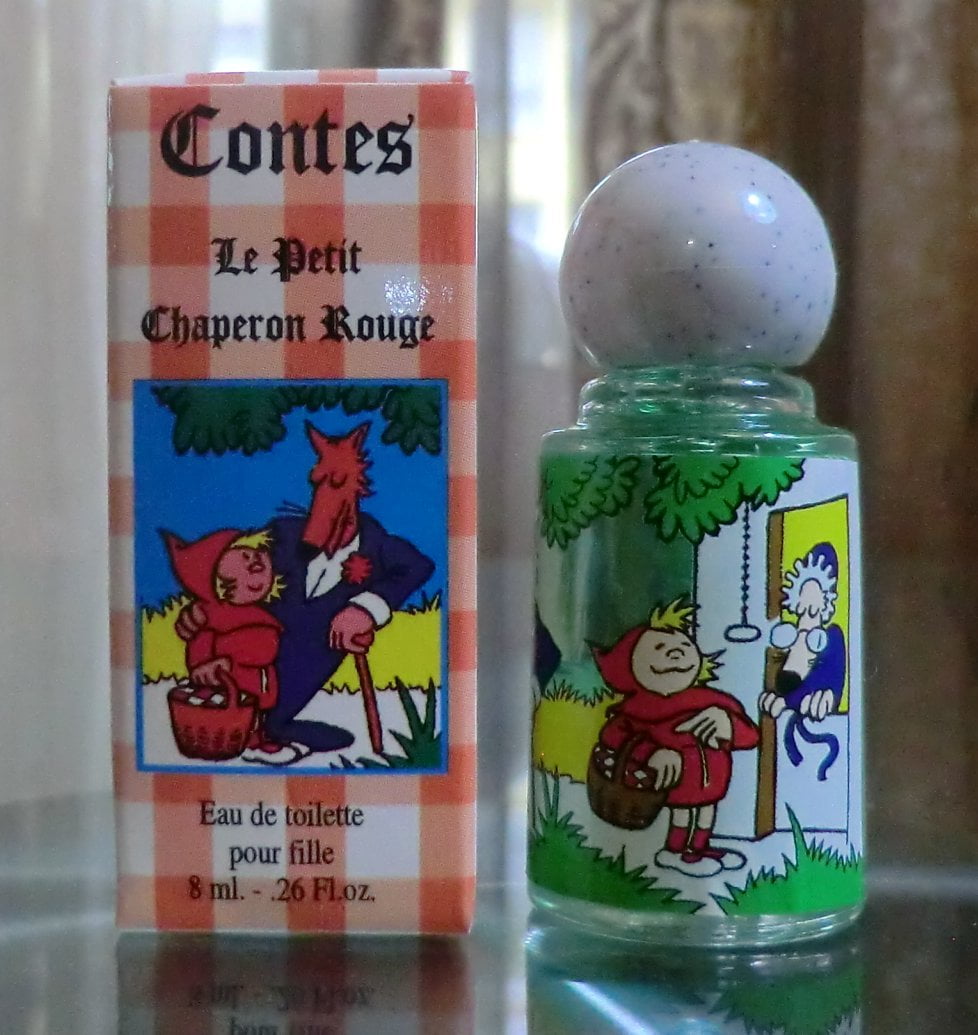 Contes
Le Petit
Chaperon Rouge
Eau de toilette
pour fille
8 ml. - .26 Fl.oz.